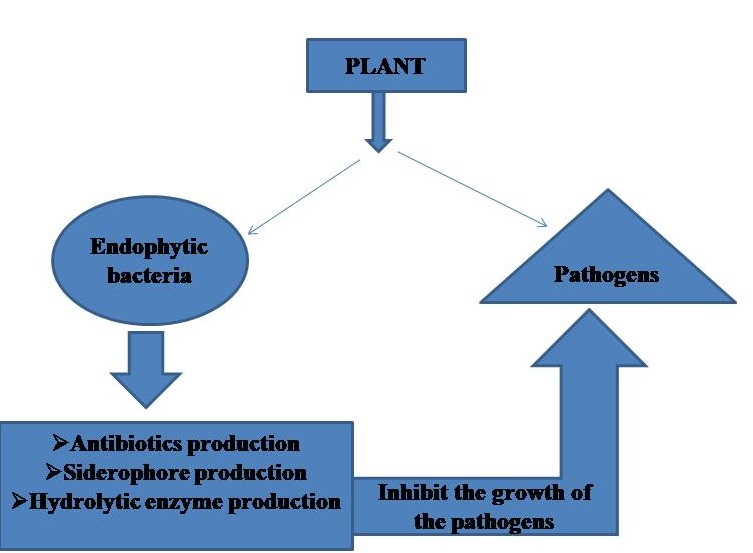 PLANT
Endophytic
bacteria
Pathogens
➢Antibiotics production
➢Siderophore production
➢Hydrolytic enzyme production
Inhibit the growth of
the pathogens